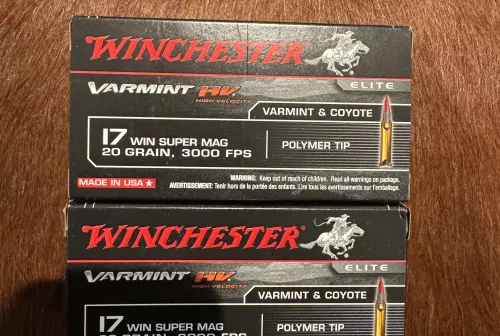 WINCHESTER®
VARMINT HV
HIGH VELOCITY
ELITE
VARMINT & COYOTE
17 WIN SUPER MAG
20 GRAIN, 3000 FPS
POLYMER TIP
WARNING: Keep out of reach of children. Read all warnings on package.
AVERTISSEMENT: Tenir hors de la portée des enfants. Lire tous les avertissements sur l'emballage.
MADE IN USA
WINCHESTER®
VARMINT HV
HIGH VELOCITY
ELITE
VARMINT & COYOTE
17 WIN SUPER MAG
POLYMER TIP